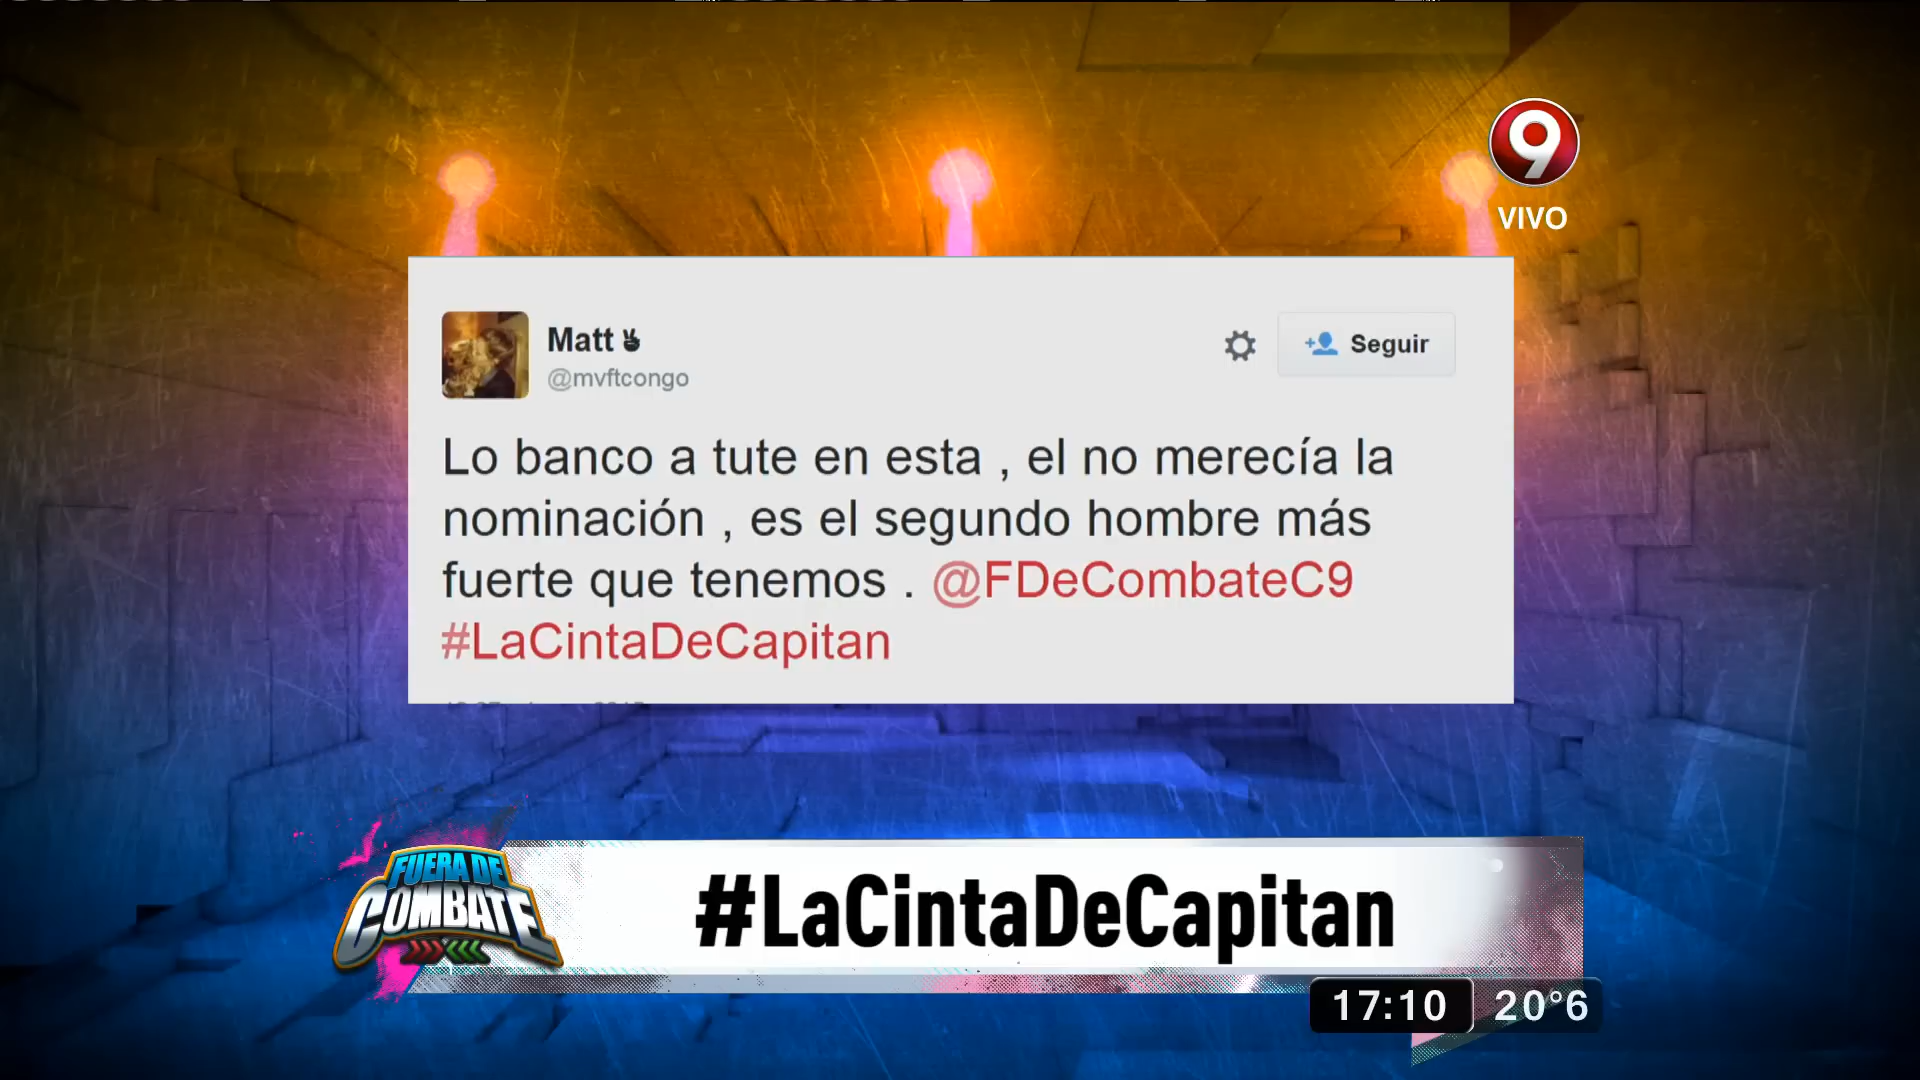 9
VIVO
Matt
@mvftcongo
Seguir
Lo banco a tute en esta , el no merecía la
nominación , es el segundo hombre más
fuerte que tenemos . @FDeCombateC9
#LaCintaDeCapitan
FUERA DE
COMBATE
#LaCintaDeCapitan
17:10 20°6